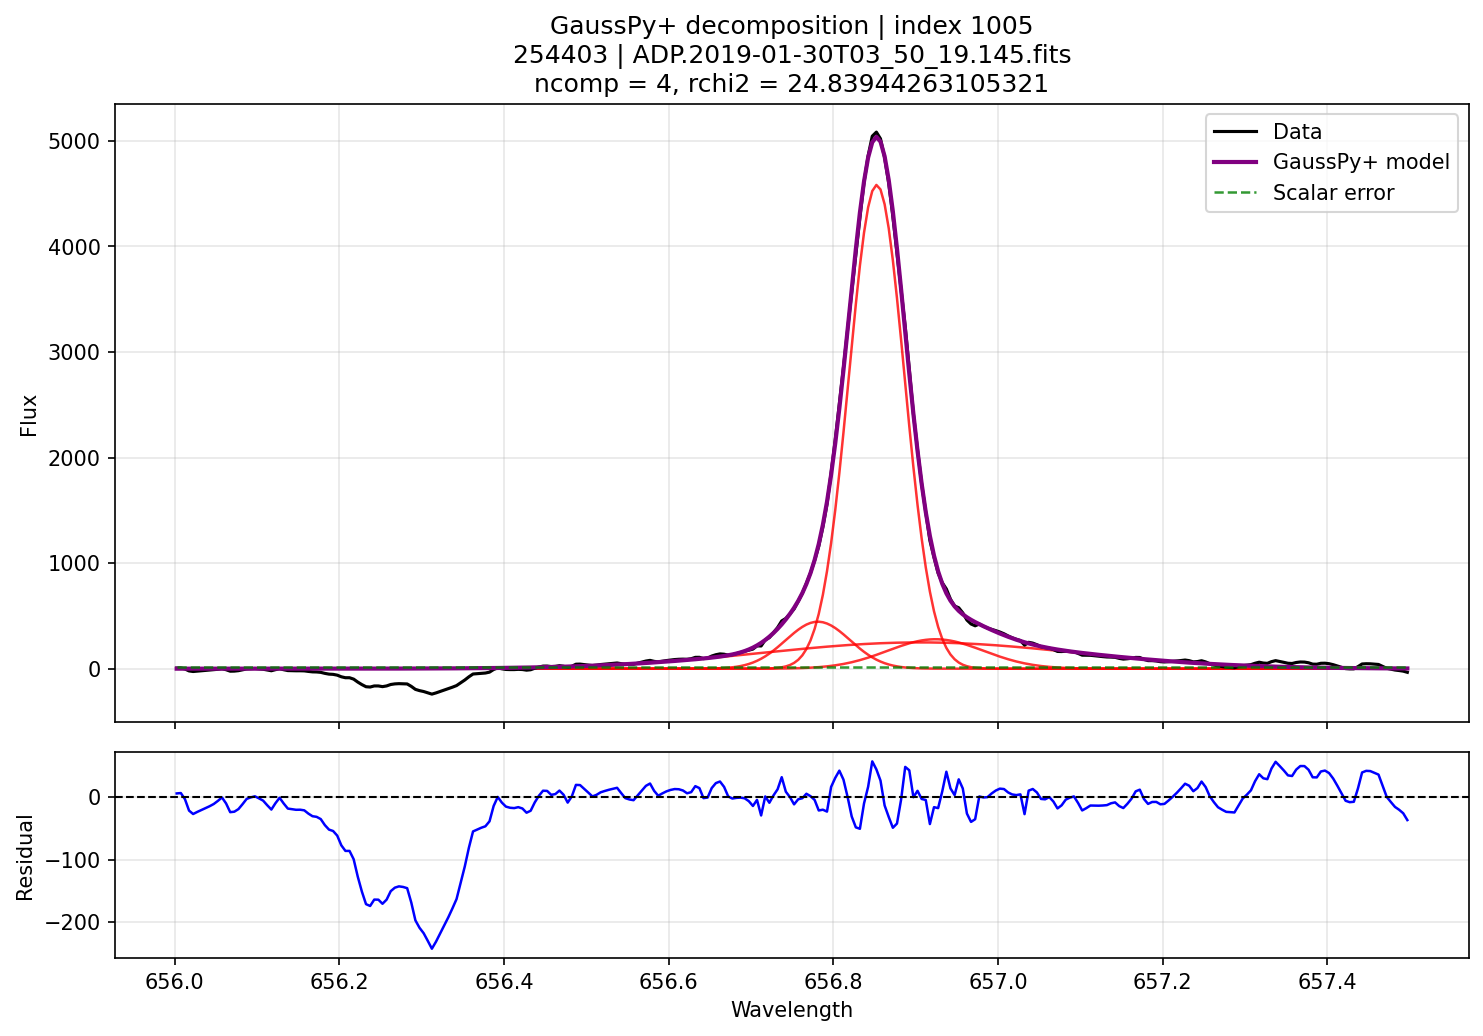 GaussPy+ decomposition | index 1005
254403 | ADP.2019-01-30T03_50_19.145.fits
ncomp = 4, rchi2 = 24.83944263105321
Data
GaussPy+ model
Scalar error
5000
4000
3000
2000
1000
0
Flux
0
−100
−200
Residual
656.0
656.2
656.4
656.6
656.8
657.0
657.2
657.4
Wavelength